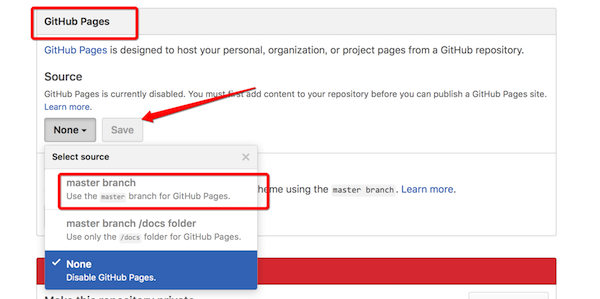 GitHub Pages
GitHub Pages is designed to host your personal, organization, or project pages from a GitHub repository.
Source
GitHub Pages is currently disabled. You must first add content to your repository before you can publish a GitHub Pages site.
Learn more.
None Save
Select source
master branch
Use the master branch for GitHub Pages.
heme using the master branch. Learn more.
master branch /docs folder
Use only the /docs folder for GitHub Pages.
None
Disable GitHub Pages.
Make this repository private